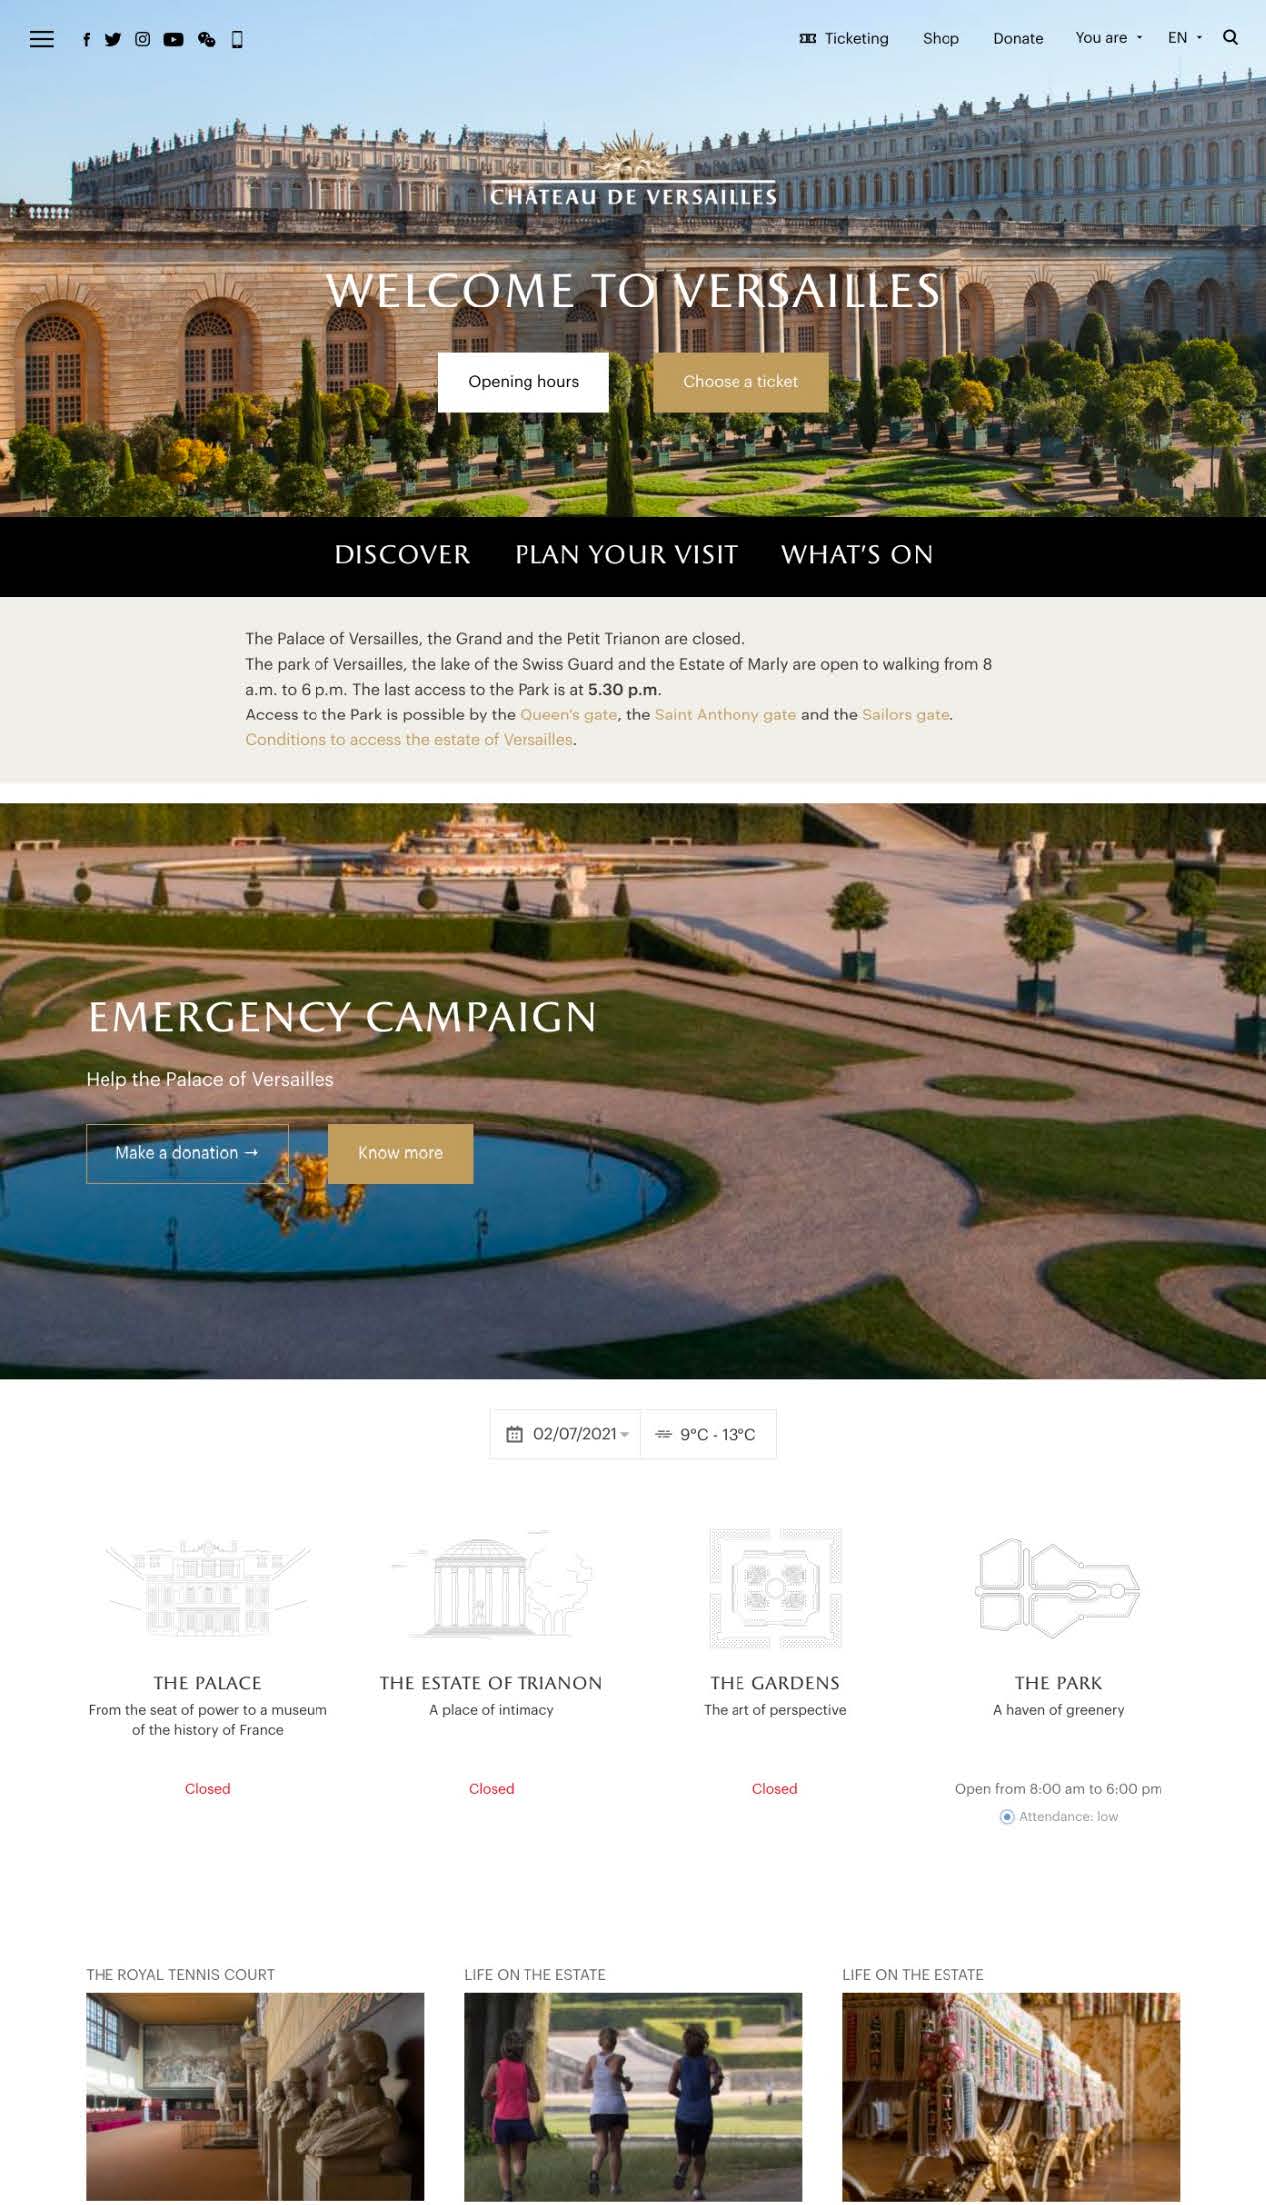 Ticketing Shop Donate You are EN
CHÂTEAU DE VERSAILLES
WELCOME TO VERSAILLES
Opening hours Choose a ticket
DISCOVER PLAN YOUR VISIT WHAT'S ON
The Palace of Versailles, the Grand and the Petit Trianon are closed.
The park of Versailles, the lake of the Swiss Guard and the Estate of Marly are open to walking from 8
a.m. to 6 p.m. The last access to the Park is at 5.30 p.m.
Access to the Park is possible by the Queen's gate, the Saint Anthony gate and the Sailors gate.
Conditions to access the estate of Versailles.
EMERGENCY CAMPAIGN
Help the Palace of Versailles
Make a donation → Know more
02/07/2021 9°C - 13°C
THE PALACE
From the seat of power to a museum
of the history of France
Closed
THE ESTATE OF TRIANON
A place of intimacy
Closed
THE GARDENS
The art of perspective
Closed
THE PARK
A haven of greenery
Open from 8:00 am to 6:00 pm
Attendance: low
THE ROYAL TENNIS COURT
LIFE ON THE ESTATE
LIFE ON THE ESTATE